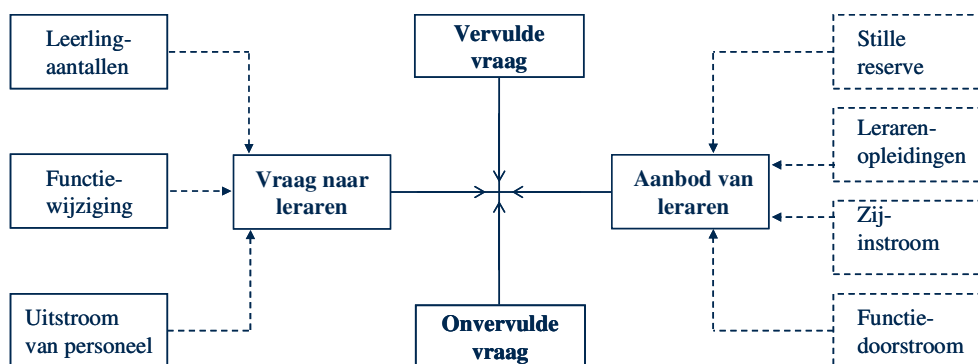 Leerling-
aantallen
Functie-
wijziging
Uitstroom
van personeel
Vraag naar
leraren
Vervulde
vraag
Onvervulde
vraag
Aanbod van
leraren
Stille
reserve
Leraren-
opleidingen
Zij-
instroom
Functie-
doorstroom